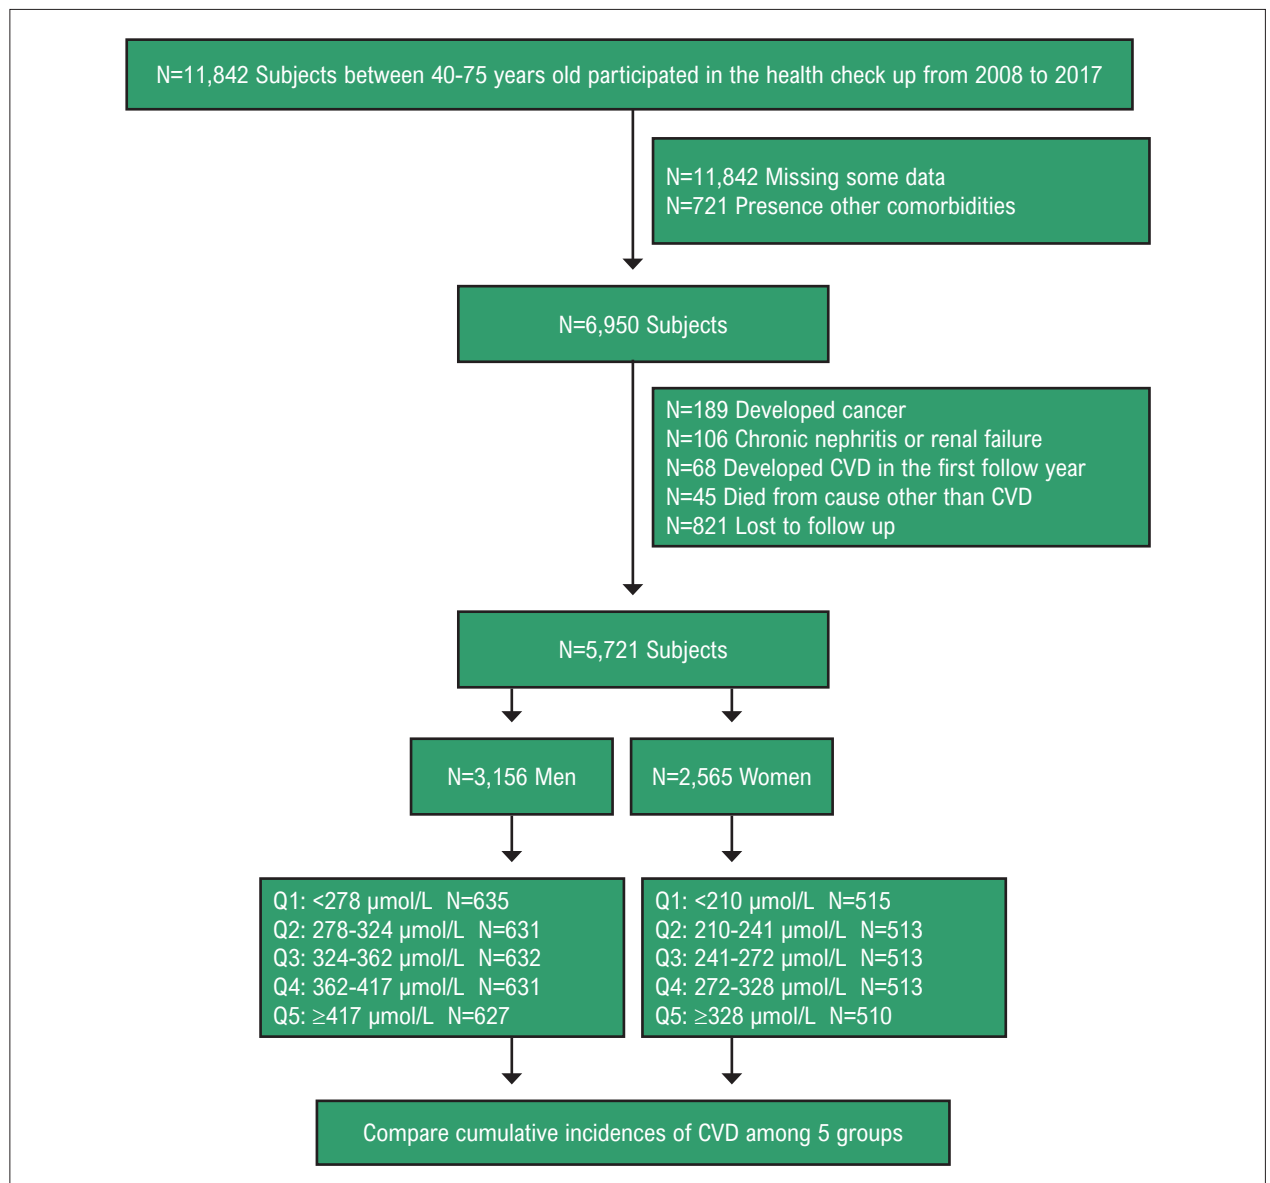 N=11,842 Subjects between 40-75 years old participated in the health check up from 2008 to 2017
N=11,842 Missing some data
N=721 Presence other comorbidities
N=6,950 Subjects
N=189 Developed cancer
N=106 Chronic nephritis or renal failure
N=68 Developed CVD in the first follow year
N=45 Died from cause other than CVD
N=821 Lost to follow up
N=5,721 Subjects
N=3,156 Men
N=2,565 Women
Q1: <278 µmol/L N=635
Q2: 278-324 µmol/L N=631
Q3: 324-362 µmol/L N=632
Q4: 362-417 µmol/L N=631
Q5: ≥417 µmol/L N=627
Q1: <210 µmol/L N=515
Q2: 210-241 µmol/L N=513
Q3: 241-272 µmol/L N=513
Q4: 272-328 µmol/L N=513
Q5: ≥328 µmol/L N=510
Compare cumulative incidences of CVD among 5 groups